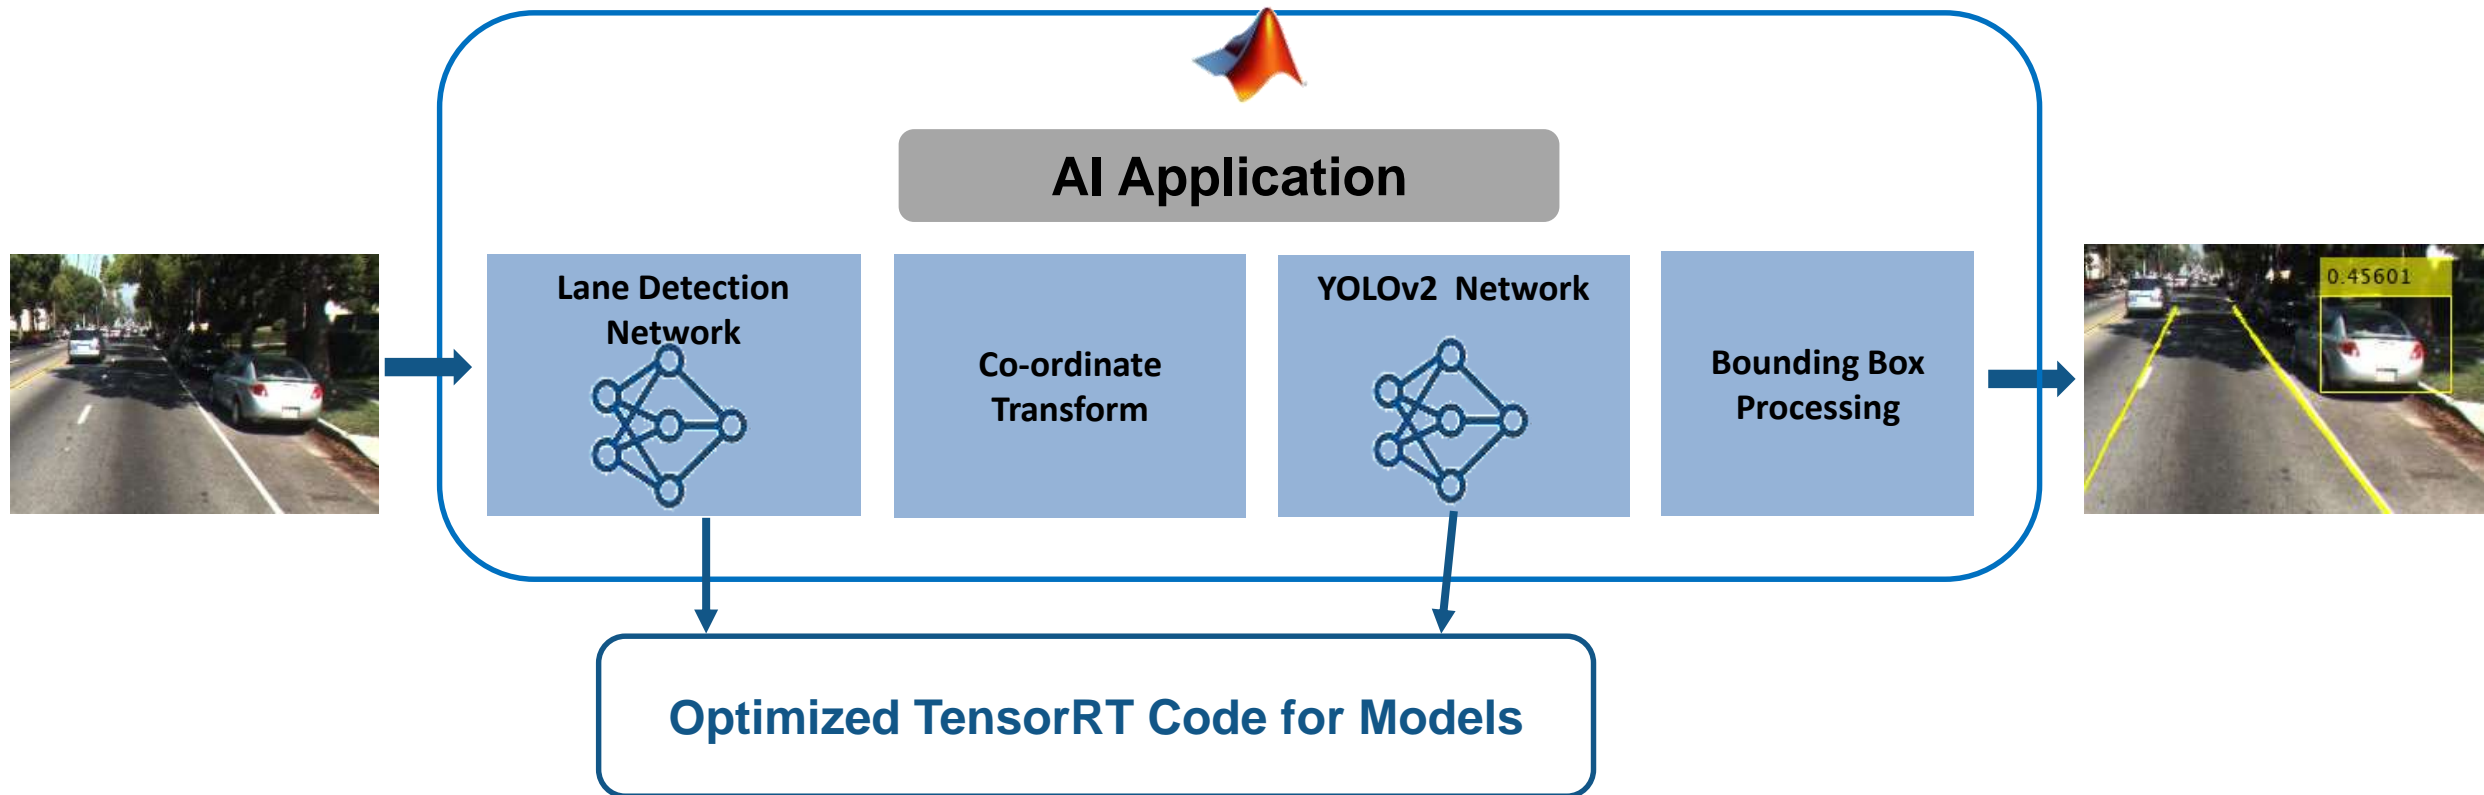 AI Application
Lane Detection
Network
Co-ordinate
Transform
YOLOv2 Network
Bounding Box
Processing
0.45601
Optimized TensorRT Code for Models